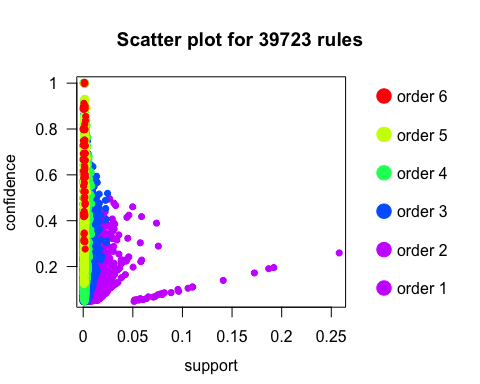 Scatter plot for 39723 rules
confidence
1
0.8
0.6
0.4
0.2
0 0.05 0.1 0.15 0.2 0.25
support
order 6
order 5
order 4
order 3
order 2
order 1